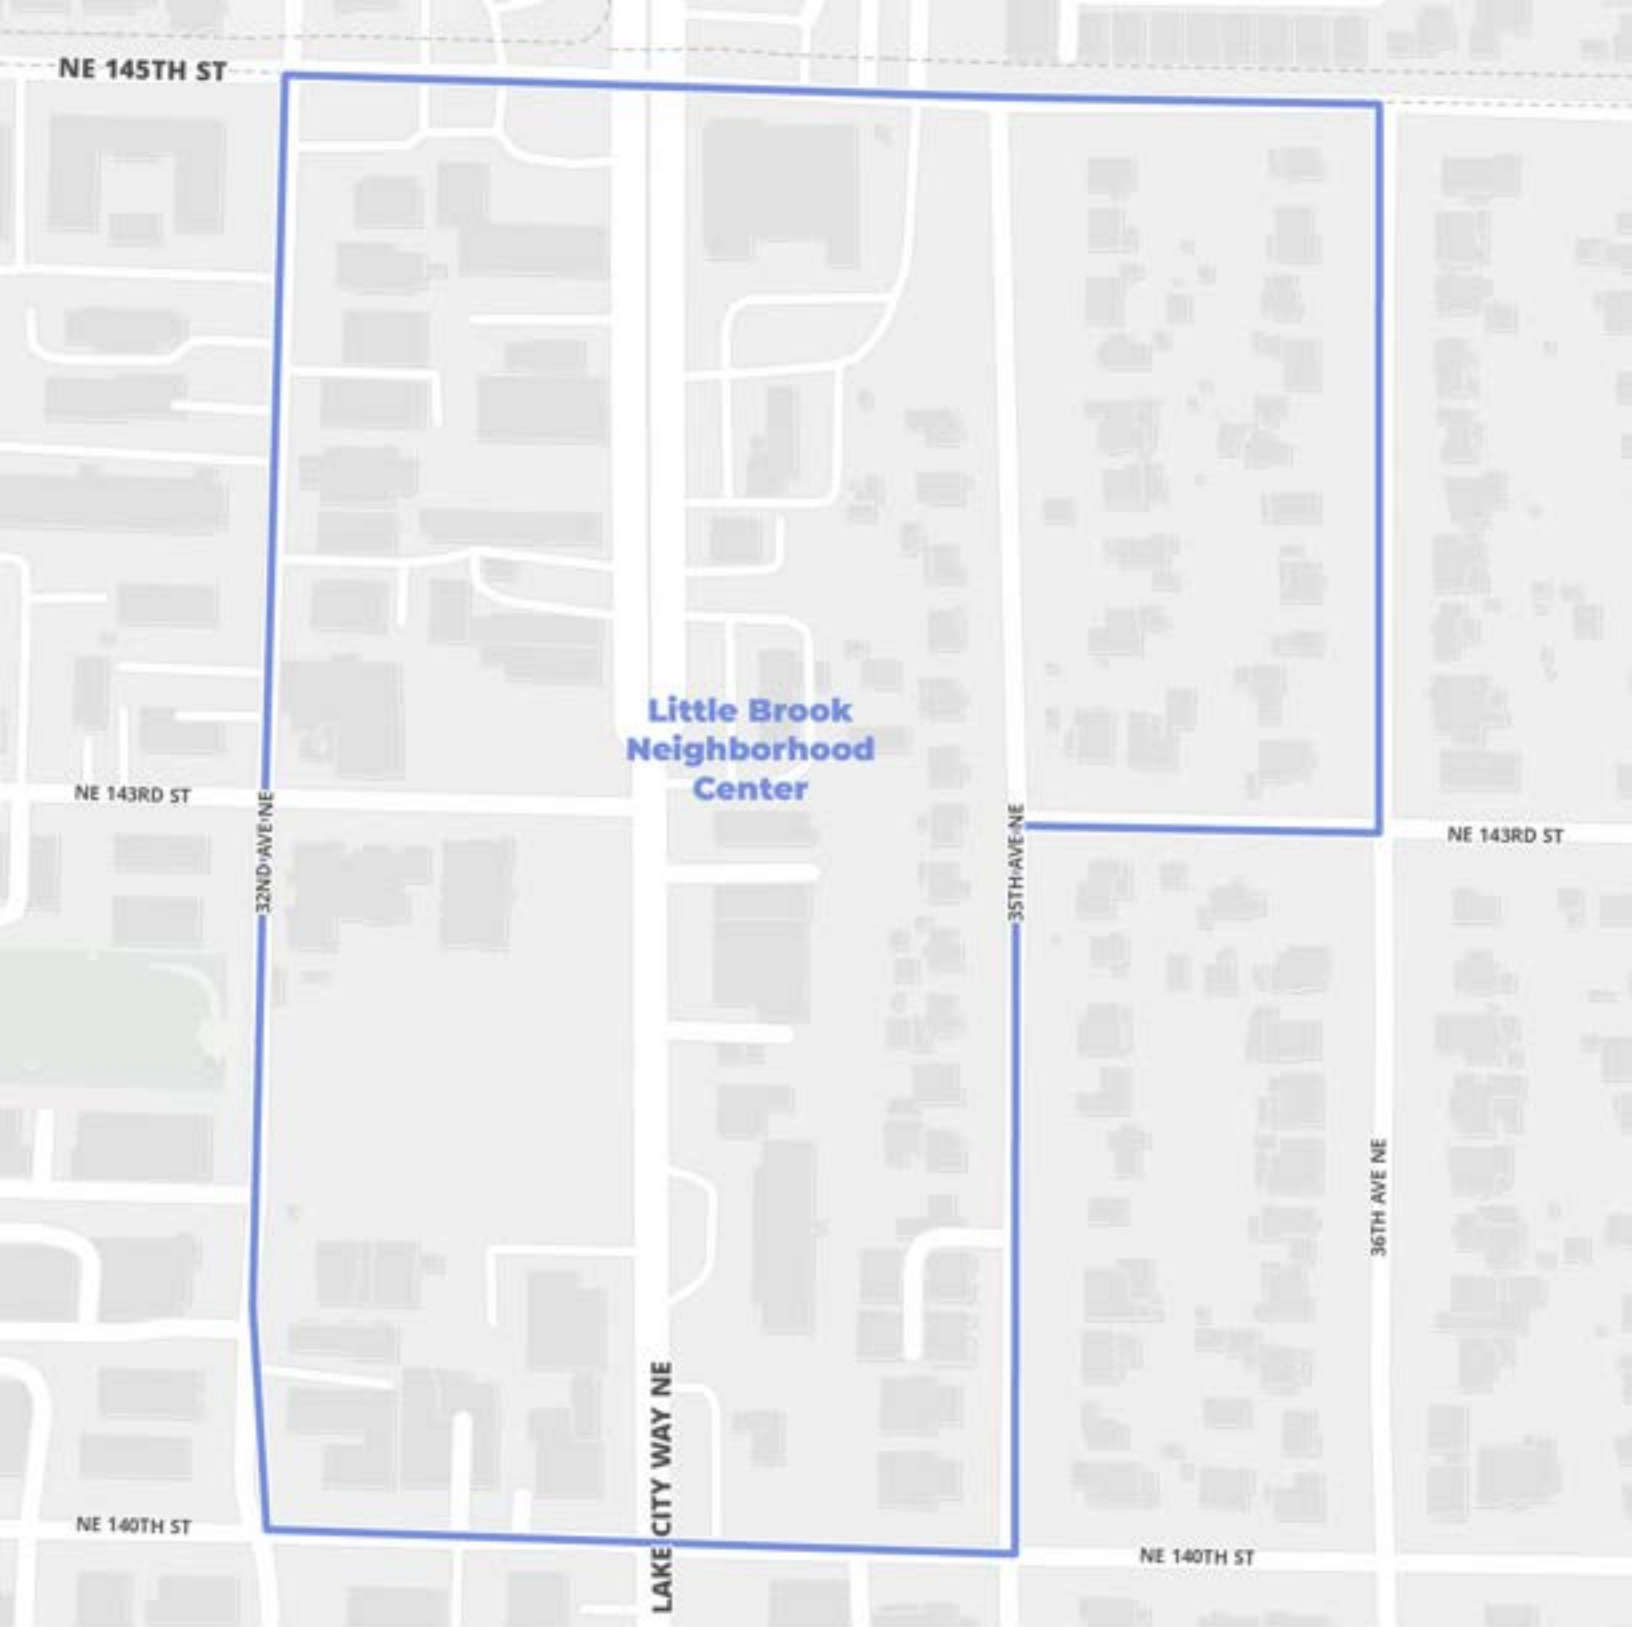 NE 145TH ST
Little Brook
Neighborhood
Center
NE 143RD ST
32ND AVE NE
35TH AVE NE
NE 143RD ST
36TH AVE NE
LAKE CITY WAY NE
NE 140TH ST
NE 140TH ST